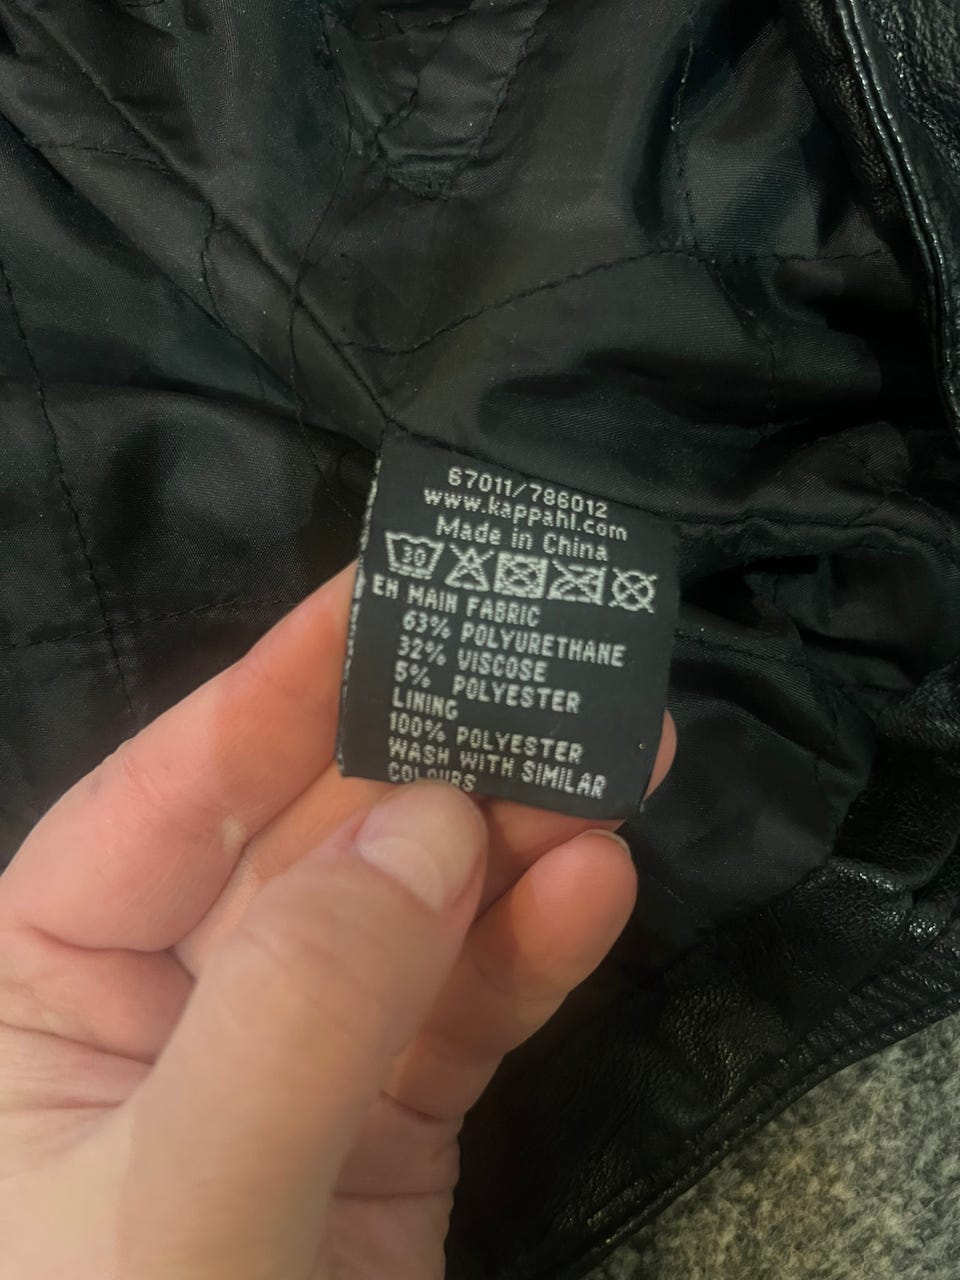 67011/786012
www.kappahl.com
Made in China
30
EN MAIN FABRIC
63% POLYURETHANE
32% VISCOSE
5% POLYESTER
LINING
100% POLYESTER
WASH WITH SIMILAR
COLOURS